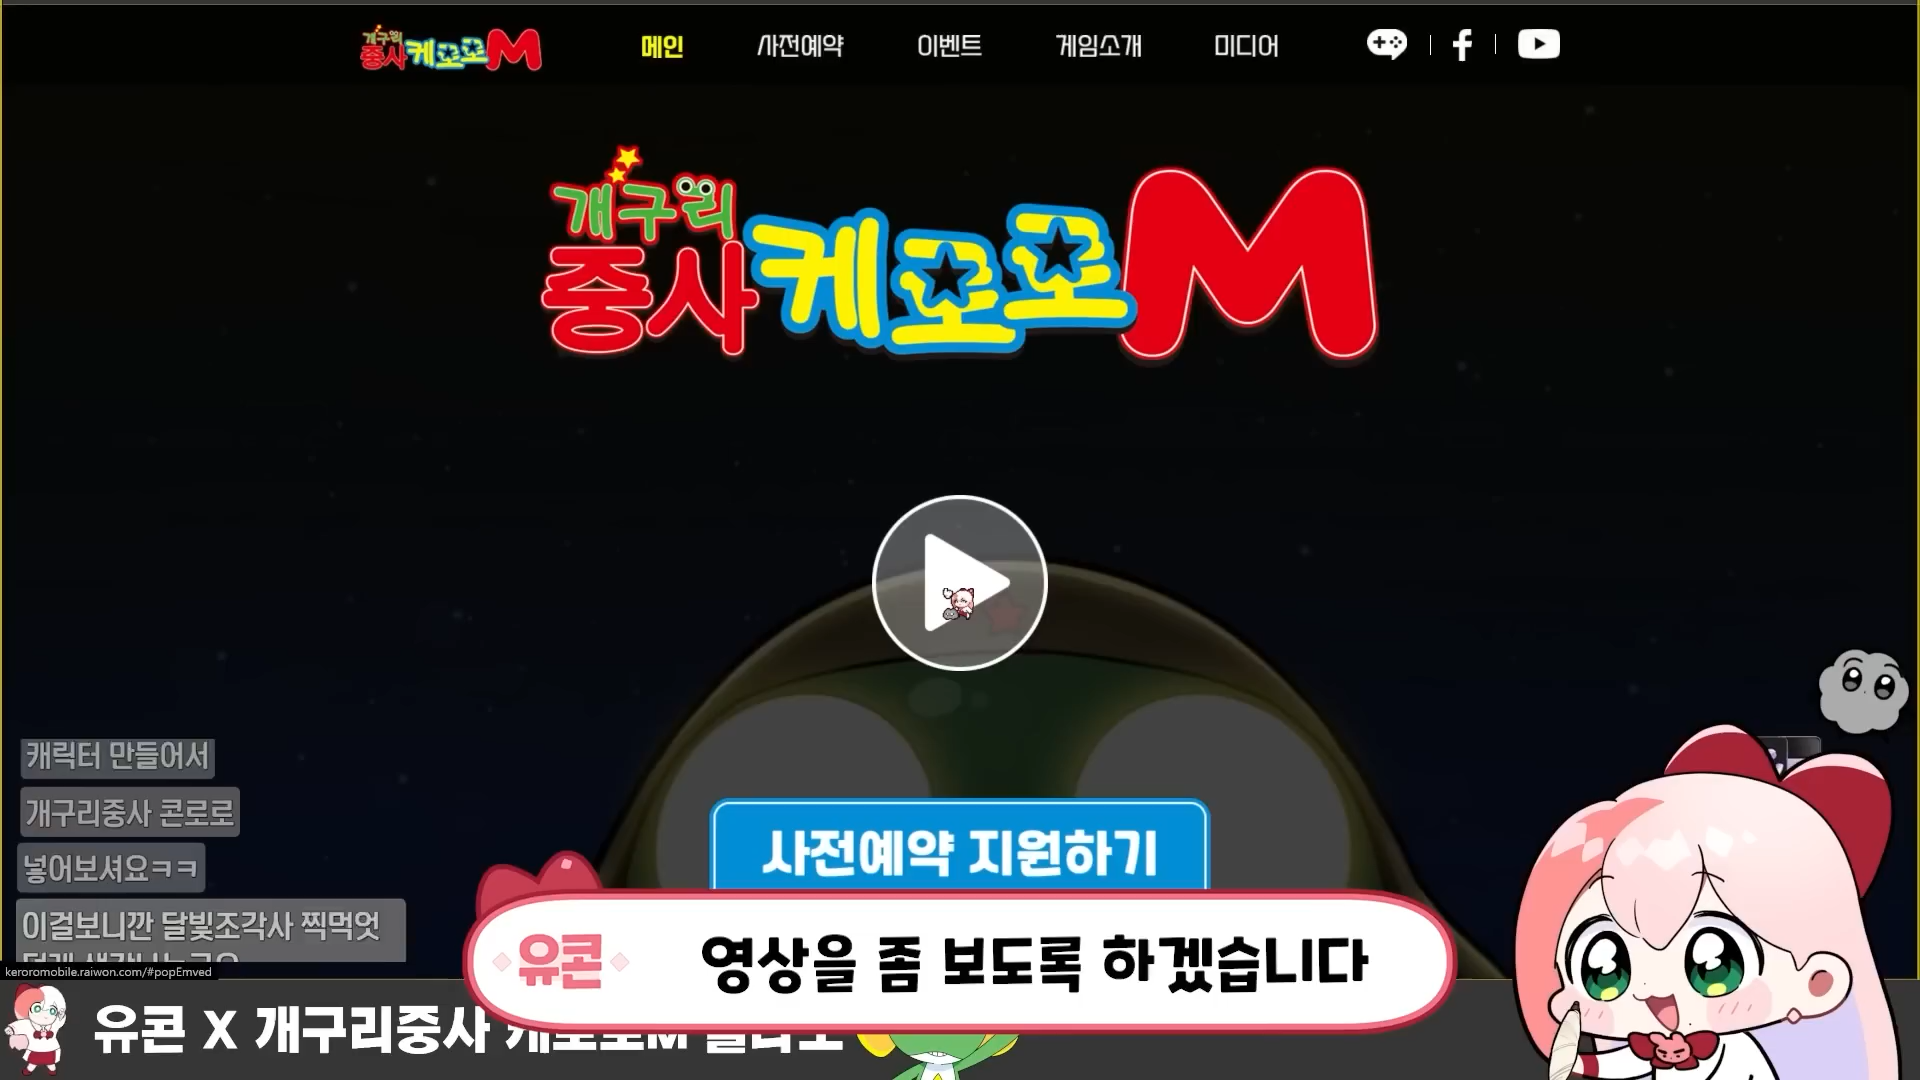 개구리
중사케로로M
메인 사전예약 이벤트 게임소개 미디어
개구리
중사케로로M
캐릭터 만들어서
개구리중사 콘로로
넣어보셔요ㅋㅋ
이걸보니깐 달빛조각사 찍먹엇
사전예약 지원하기
keroromobile.raiwon.com/#popEmved
유콘 영상을 좀 보도록 하겠습니다
유콘 X 개구리중사 케로로M